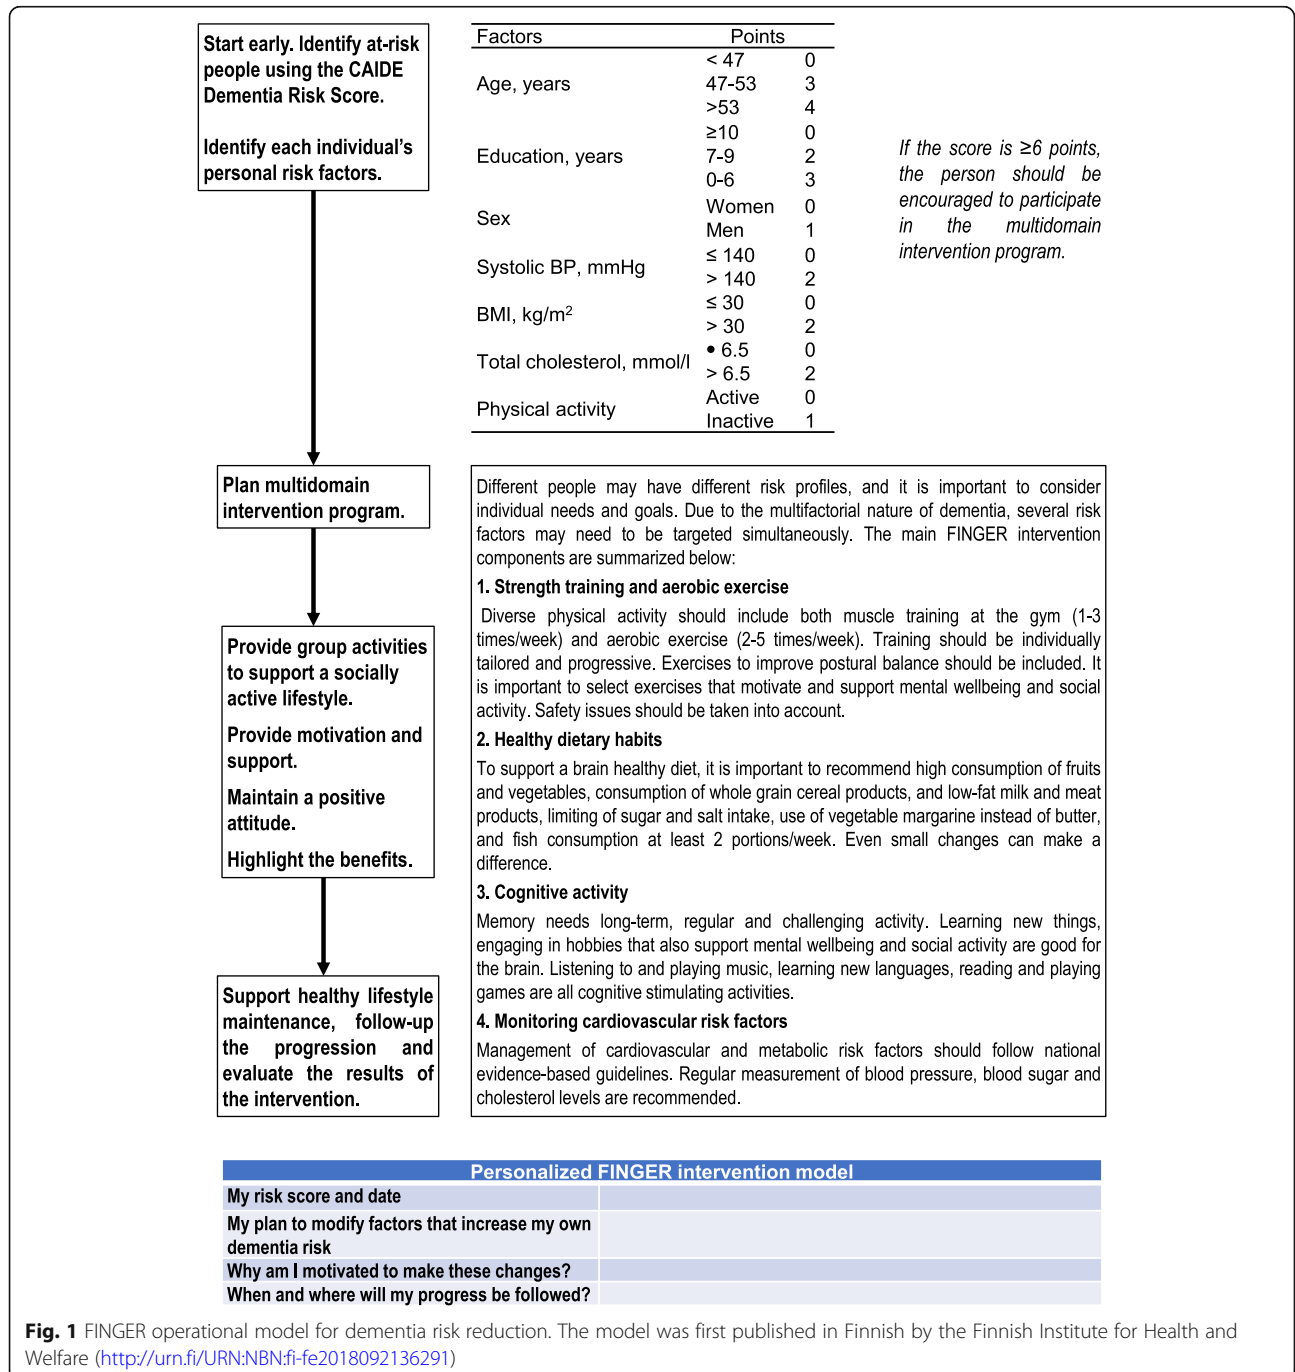 Start early. Identify at-risk
people using the CAIDE
Dementia Risk Score.
Identify each individual's
personal risk factors.
Factors Points
Age, years
< 47 0
47-53 3
>53 4
Education, years
≥10 0
7-9 2
0-6 3
Sex
Women 0
Men 1
Systolic BP, mmHg
≤ 140 0
> 140 2
BMI, kg/m²
≤ 30 0
> 30 2
Total cholesterol, mmol/l
• 6.5 0
> 6.5 2
Physical activity
Active 0
Inactive 1
If the score is ≥6 points,
the person should be
encouraged to participate
in the multidomain
intervention program.
Plan multidomain
intervention program.
Provide group activities
to support a socially
active lifestyle.
Provide motivation and
support.
Maintain a positive
attitude.
Highlight the benefits.
Support healthy lifestyle
maintenance, follow-up
the progression and
evaluate the results of
the intervention.
Different people may have different risk profiles, and it is important to consider
individual needs and goals. Due to the multifactorial nature of dementia, several risk
factors may need to be targeted simultaneously. The main FINGER intervention
components are summarized below:
1. Strength training and aerobic exercise
Diverse physical activity should include both muscle training at the gym (1-3
times/week) and aerobic exercise (2-5 times/week). Training should be individually
tailored and progressive. Exercises to improve postural balance should be included. It
is important to select exercises that motivate and support mental wellbeing and social
activity. Safety issues should be taken into account.
2. Healthy dietary habits
To support a brain healthy diet, it is important to recommend high consumption of fruits
and vegetables, consumption of whole grain cereal products, and low-fat milk and meat
products, limiting of sugar and salt intake, use of vegetable margarine instead of butter,
and fish consumption at least 2 portions/week. Even small changes can make a
difference.
3. Cognitive activity
Memory needs long-term, regular and challenging activity. Learning new things,
engaging in hobbies that also support mental wellbeing and social activity are good for
the brain. Listening to and playing music, learning new languages, reading and playing
games are all cognitive stimulating activities.
4. Monitoring cardiovascular risk factors
Management of cardiovascular and metabolic risk factors should follow national
evidence-based guidelines. Regular measurement of blood pressure, blood sugar and
cholesterol levels are recommended.
Personalized FINGER intervention model
My risk score and date
My plan to modify factors that increase my own
dementia risk
Why am I motivated to make these changes?
When and where will my progress be followed?
Fig. 1 FINGER operational model for dementia risk reduction. The model was first published in Finnish by the Finnish Institute for Health and
Welfare (http://urn.fi/URN:NBN:fi-fe2018092136291)